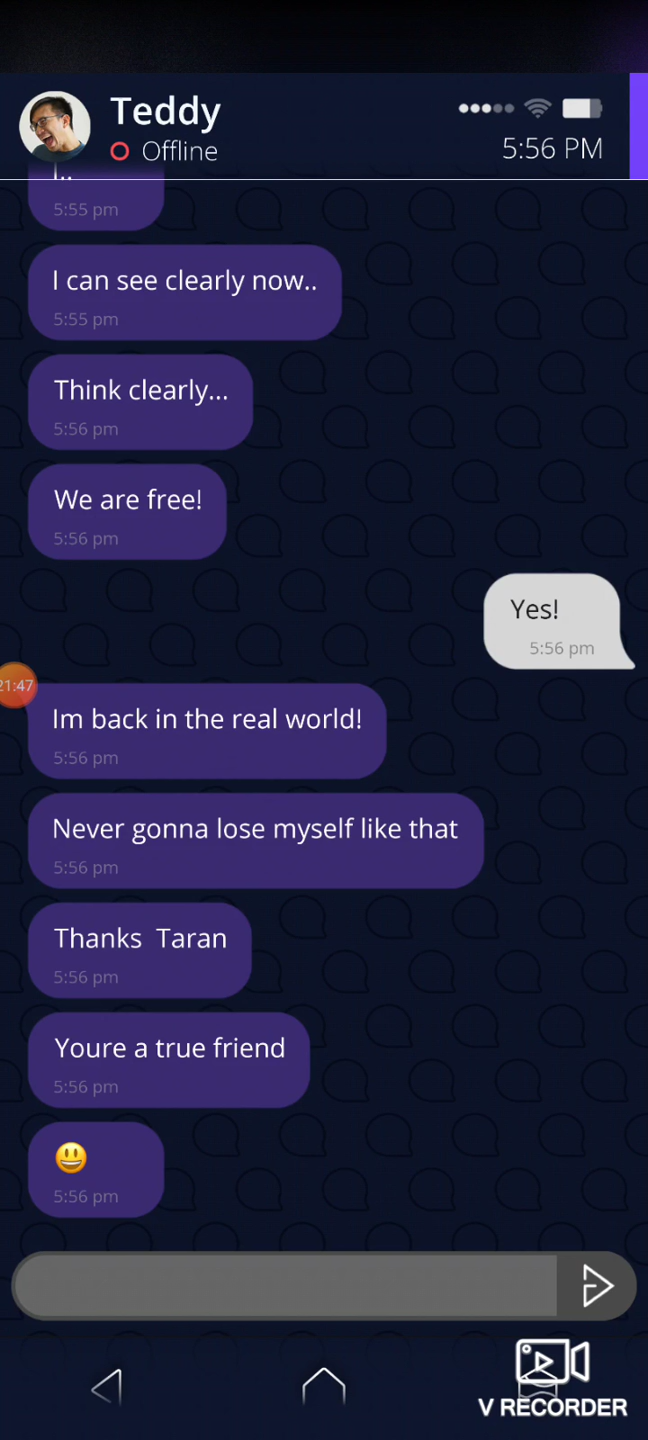 Teddy
Offline
5:56 PM
I..
5:55 pm
I can see clearly now..
5:55 pm
Think clearly...
5:56 pm
We are free!
5:56 pm
Yes!
5:56 pm
21:47
Im back in the real world!
5:56 pm
Never gonna lose myself like that
5:56 pm
Thanks  Taran
5:56 pm
Youre a true friend
5:56 pm
😃
5:56 pm
V RECORDER